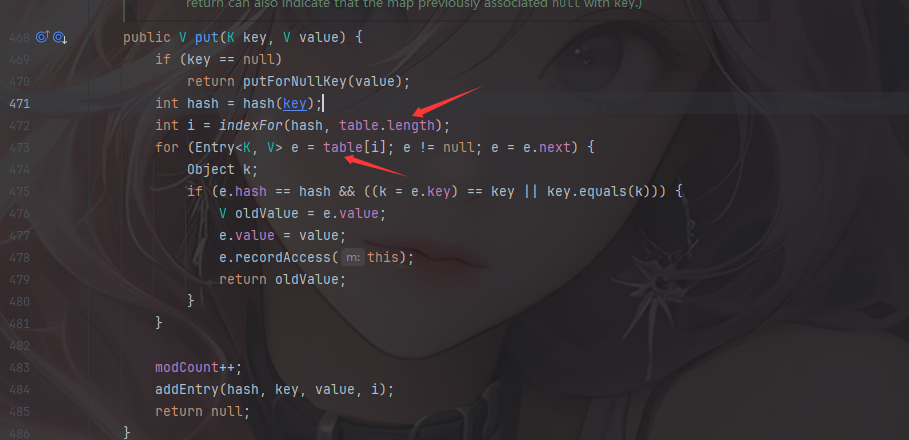 return can also indicate that the map previously associated null with key.)
468 public V put(K key, V value) {
469 if (key == null)
470 return putForNullKey(value);
471 int hash = hash(key);
472 int i = indexFor(hash, table.length);
473 for (Entry<K, V> e = table[i]; e != null; e = e.next) {
474 Object k;
475 if (e.hash == hash && ((k = e.key) == key || key.equals(k))) {
476 V oldValue = e.value;
477 e.value = value;
478 e.recordAccess( m: this);
479 return oldValue;
480 }
481 }
482
483 modCount++;
484 addEntry(hash, key, value, i);
485 return null;
486 }